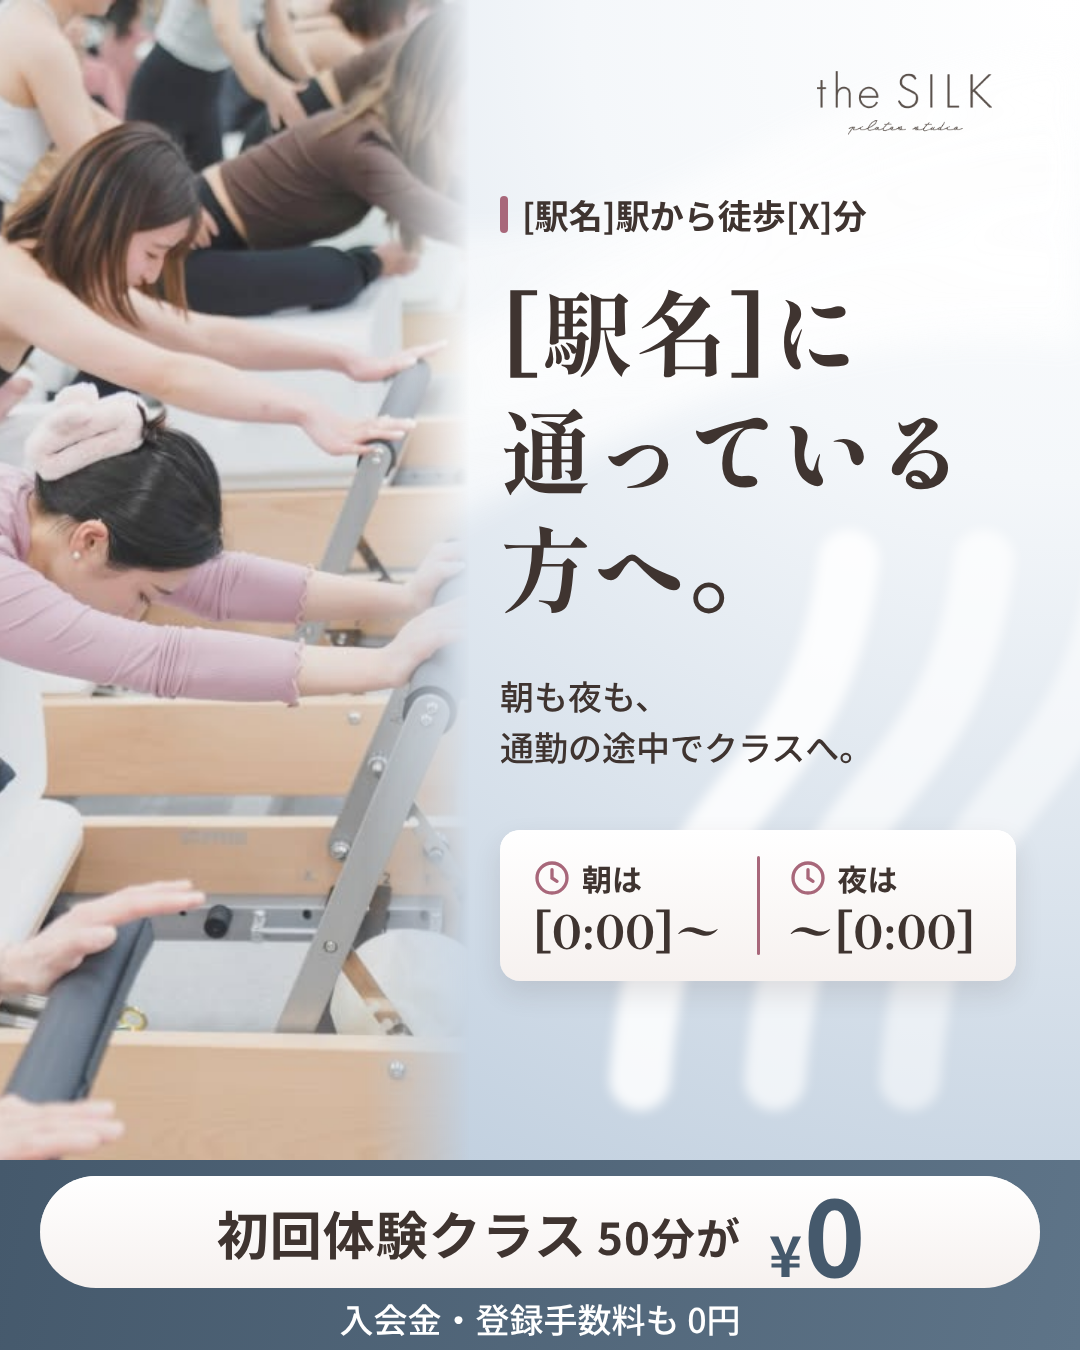 the SILK
pilates studio
[駅名]駅から徒歩[X]分
[駅名]に
通っている
方へ。
朝も夜も、
通勤の途中でクラスへ。
朝は
[0:00]〜
夜は
〜[0:00]
初回体験クラス 50分が ¥0
入会金・登録手数料も 0円